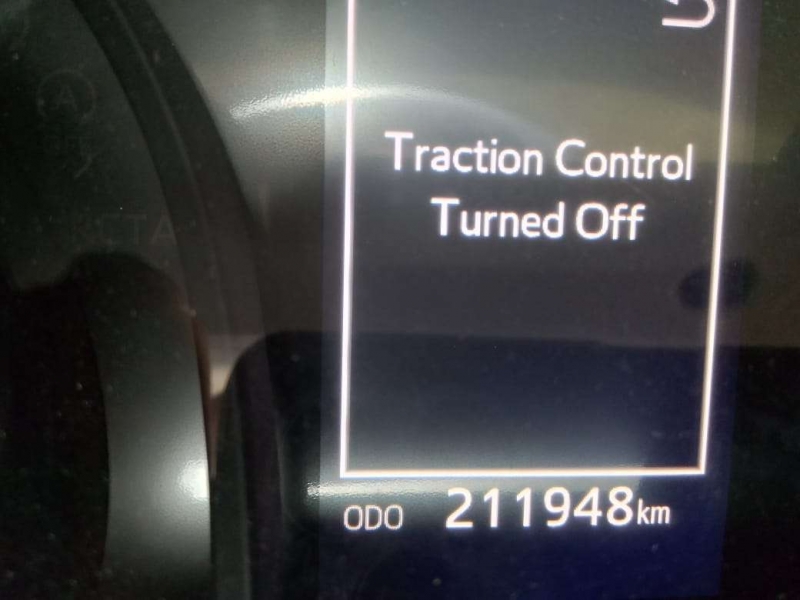 Traction Control
Turned Off
ODO 211948km